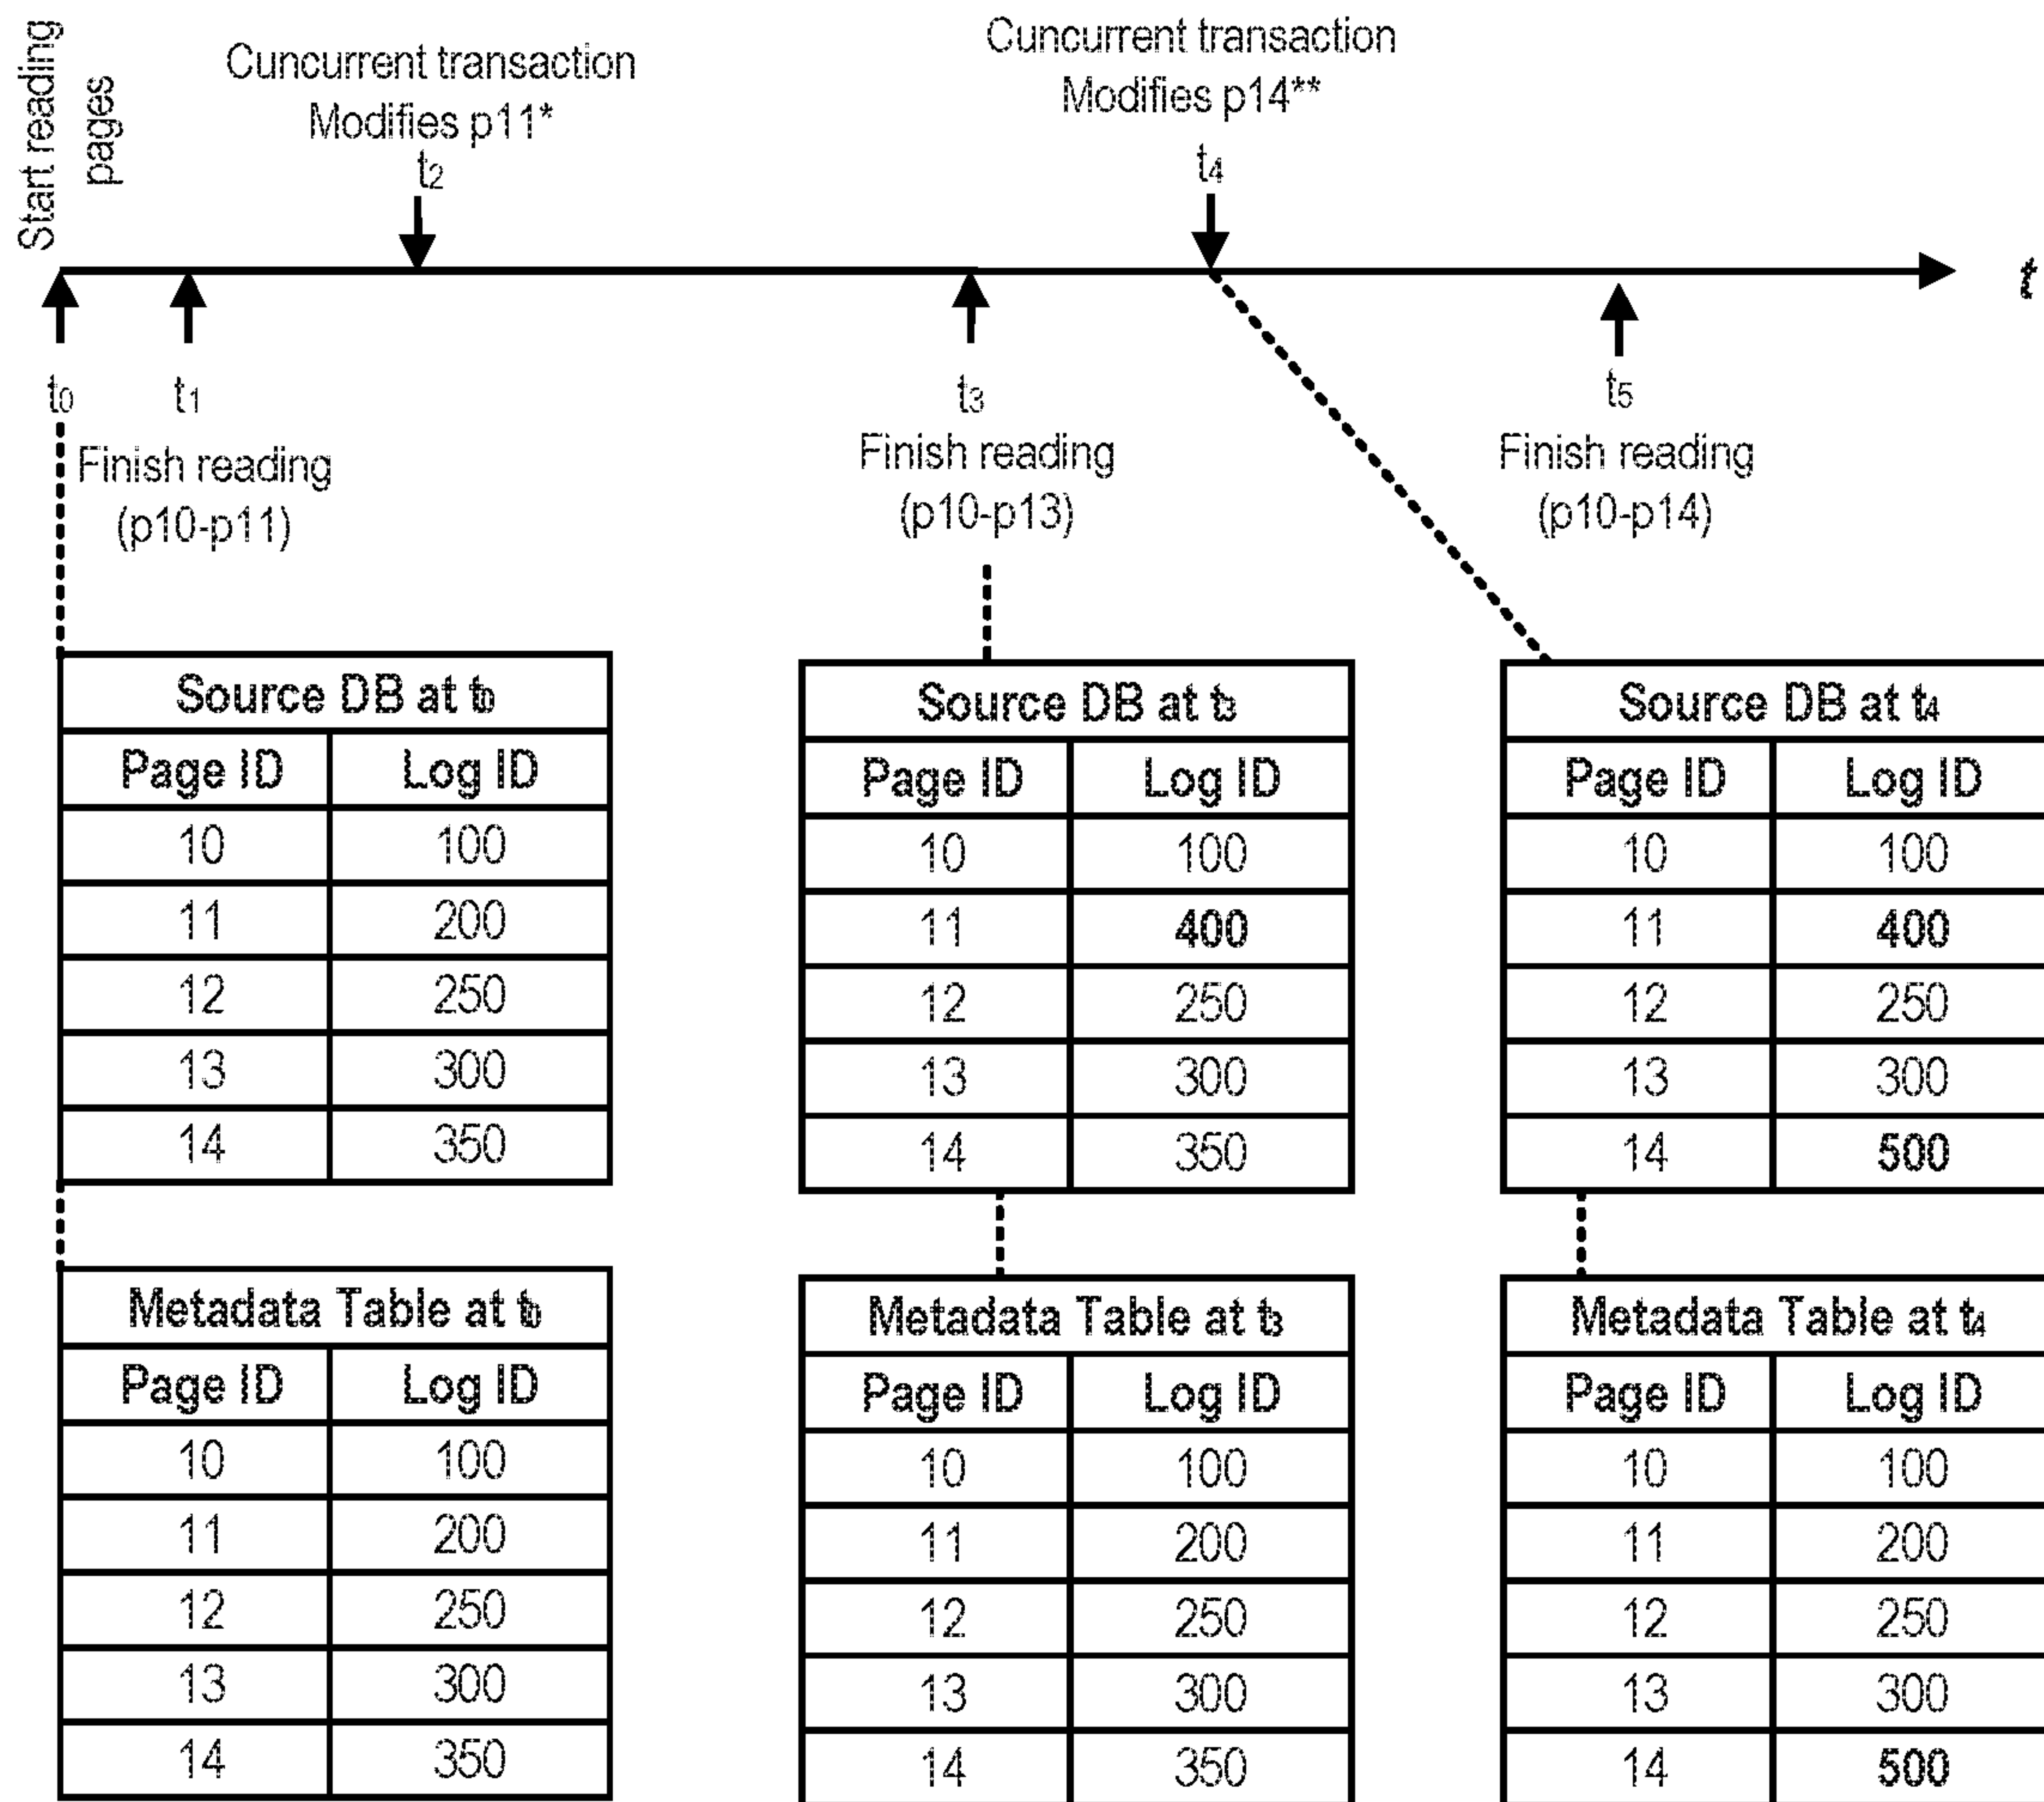 Start reading
pages
Cuncurrent transaction
Modifies p11*
t2
Cuncurrent transaction
Modifies p14**
t4
t
t0
t1
Finish reading
(p10-p11)
t3
Finish reading
(p10-p13)
t5
Finish reading
(p10-p14)
Source DB at t0
Page ID Log ID
10 100
11 200
12 250
13 300
14 350
Source DB at t3
Page ID Log ID
10 100
11 400
12 250
13 300
14 350
Source DB at t4
Page ID Log ID
10 100
11 400
12 250
13 300
14 500
Metadata Table at t0
Page ID Log ID
10 100
11 200
12 250
13 300
14 350
Metadata Table at t3
Page ID Log ID
10 100
11 200
12 250
13 300
14 350
Metadata Table at t4
Page ID Log ID
10 100
11 200
12 250
13 300
14 500